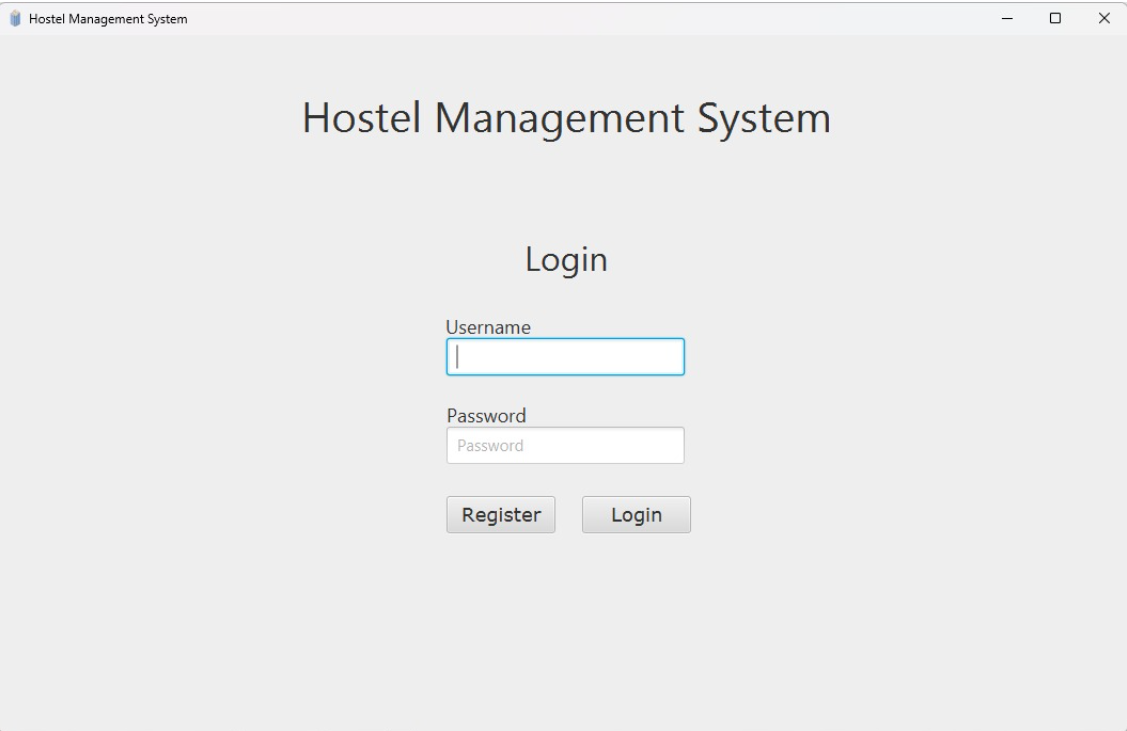 Hostel Management System
Hostel Management System
Login
Username
Password
Password
Register Login